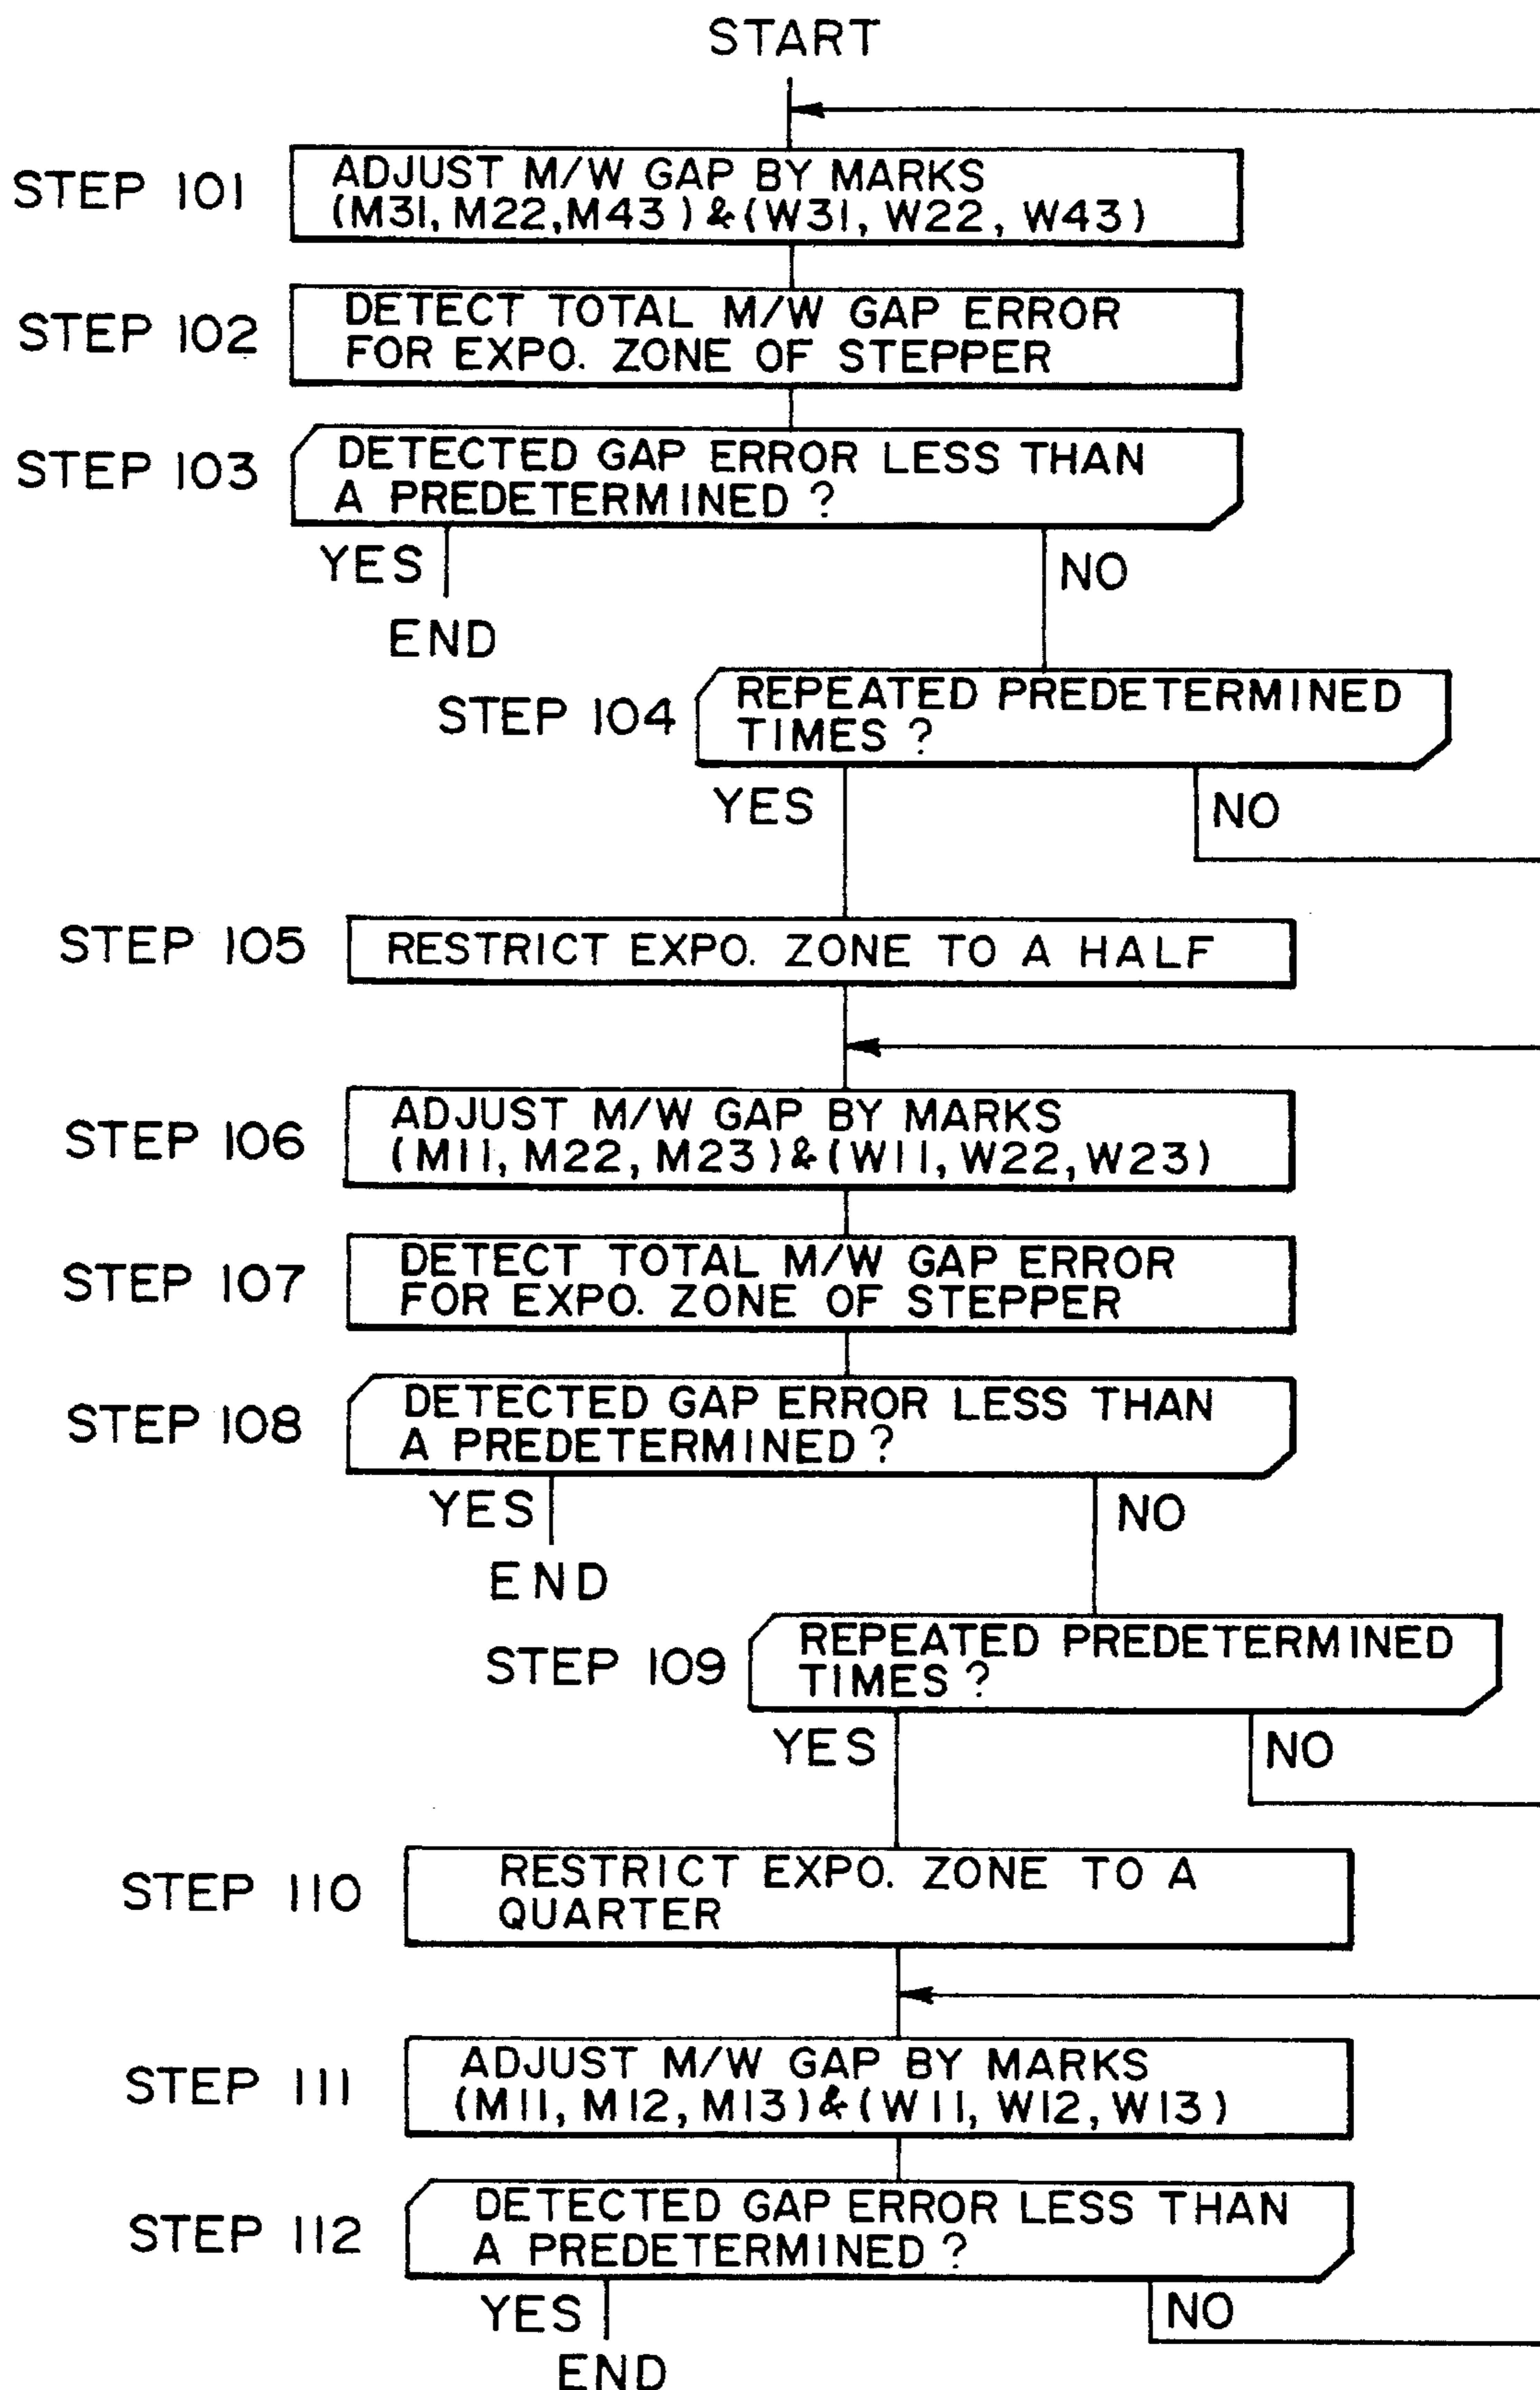 START
STEP 101
ADJUST M/W GAP BY MARKS
(M31, M22, M43) & (W31, W22, W43)
STEP 102
DETECT TOTAL M/W GAP ERROR
FOR EXPO. ZONE OF STEPPER
STEP 103
DETECTED GAP ERROR LESS THAN
A PREDETERMINED ?
YES
NO
END
STEP 104
REPEATED PREDETERMINED
TIMES ?
YES
NO
STEP 105
RESTRICT EXPO. ZONE TO A HALF
STEP 106
ADJUST M/W GAP BY MARKS
(M11, M22, M23) & (W11, W22, W23)
STEP 107
DETECT TOTAL M/W GAP ERROR
FOR EXPO. ZONE OF STEPPER
STEP 108
DETECTED GAP ERROR LESS THAN
A PREDETERMINED ?
YES
NO
END
STEP 109
REPEATED PREDETERMINED
TIMES ?
YES
NO
STEP 110
RESTRICT EXPO. ZONE TO A
QUARTER
STEP 111
ADJUST M/W GAP BY MARKS
(M11, M12, M13) & (W11, W12, W13)
STEP 112
DETECTED GAP ERROR LESS THAN
A PREDETERMINED ?
YES
NO
END